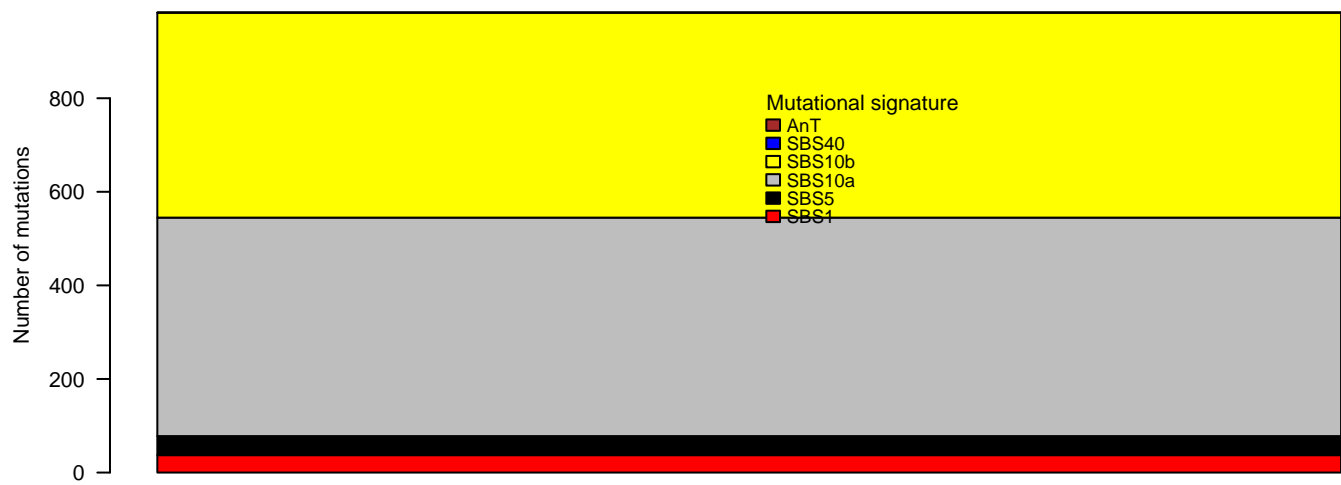 Number of mutations
800
600
400
200
0
Mutational signature
AnT
SBS40
SBS10b
SBS10a
SBS5
SBS1